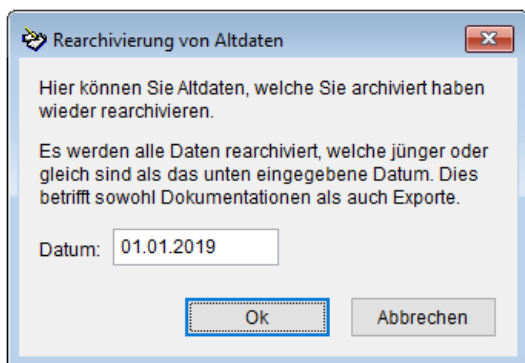 Rearchivierung von Altdaten
Hier können Sie Altdaten, welche Sie archiviert haben
wieder rearchivieren.
Es werden alle Daten rearchiviert, welche jünger oder
gleich sind als das unten eingegebene Datum. Dies
betrifft sowohl Dokumentationen als auch Exporte.
Datum: 01.01.2019
Ok Abbrechen